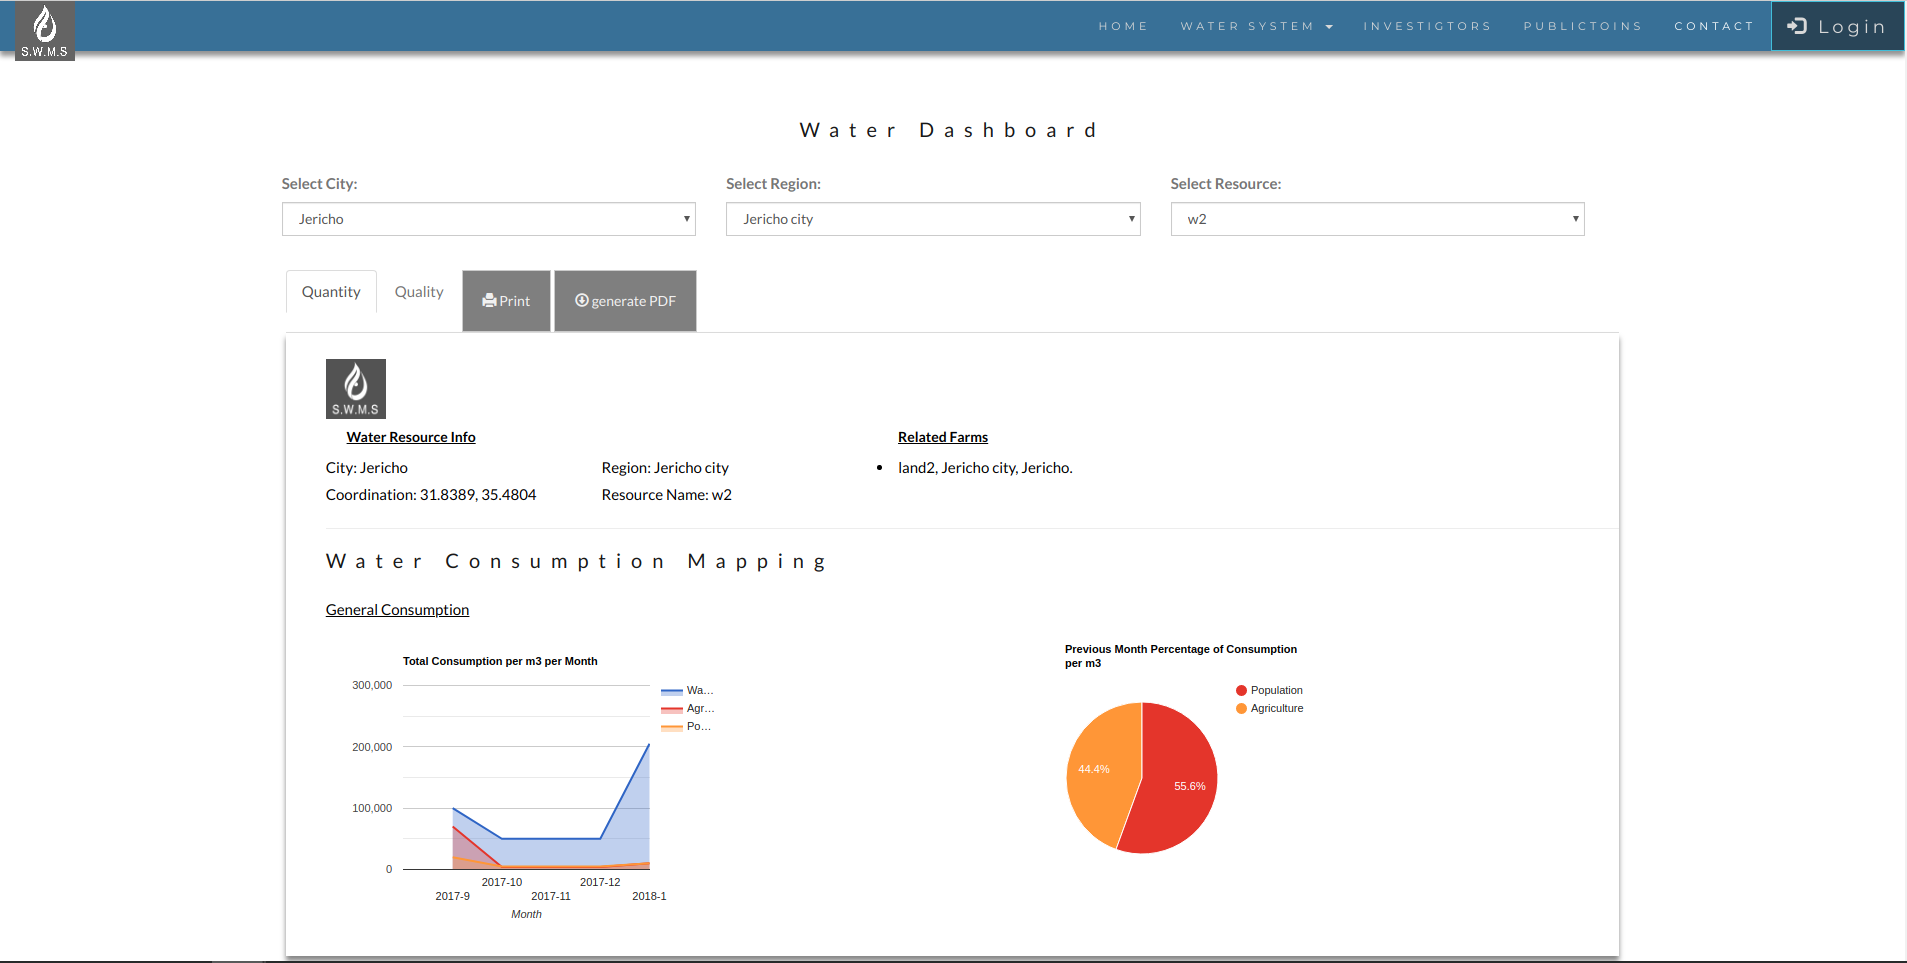 S.W.M.S
HOME WATER SYSTEM INVESTIGTORS PUBLICTOINS CONTACT Login
Water Dashboard
Select City: Select Region: Select Resource:
Jericho Jericho city w2
Quantity Quality Print generate PDF
S.W.M.S
Water Resource Info Related Farms
City: Jericho Region: Jericho city land2, Jericho city, Jericho.
Coordination: 31.8389, 35.4804 Resource Name: w2
Water Consumption Mapping
General Consumption
Total Consumption per m3 per Month
300,000
200,000
100,000
0
Wa...
Agr...
Po...
2017-10 2017-12
2017-9 2017-11 2018-1
Month
Previous Month Percentage of Consumption
per m3
Population
Agriculture
44.4%
55.6%